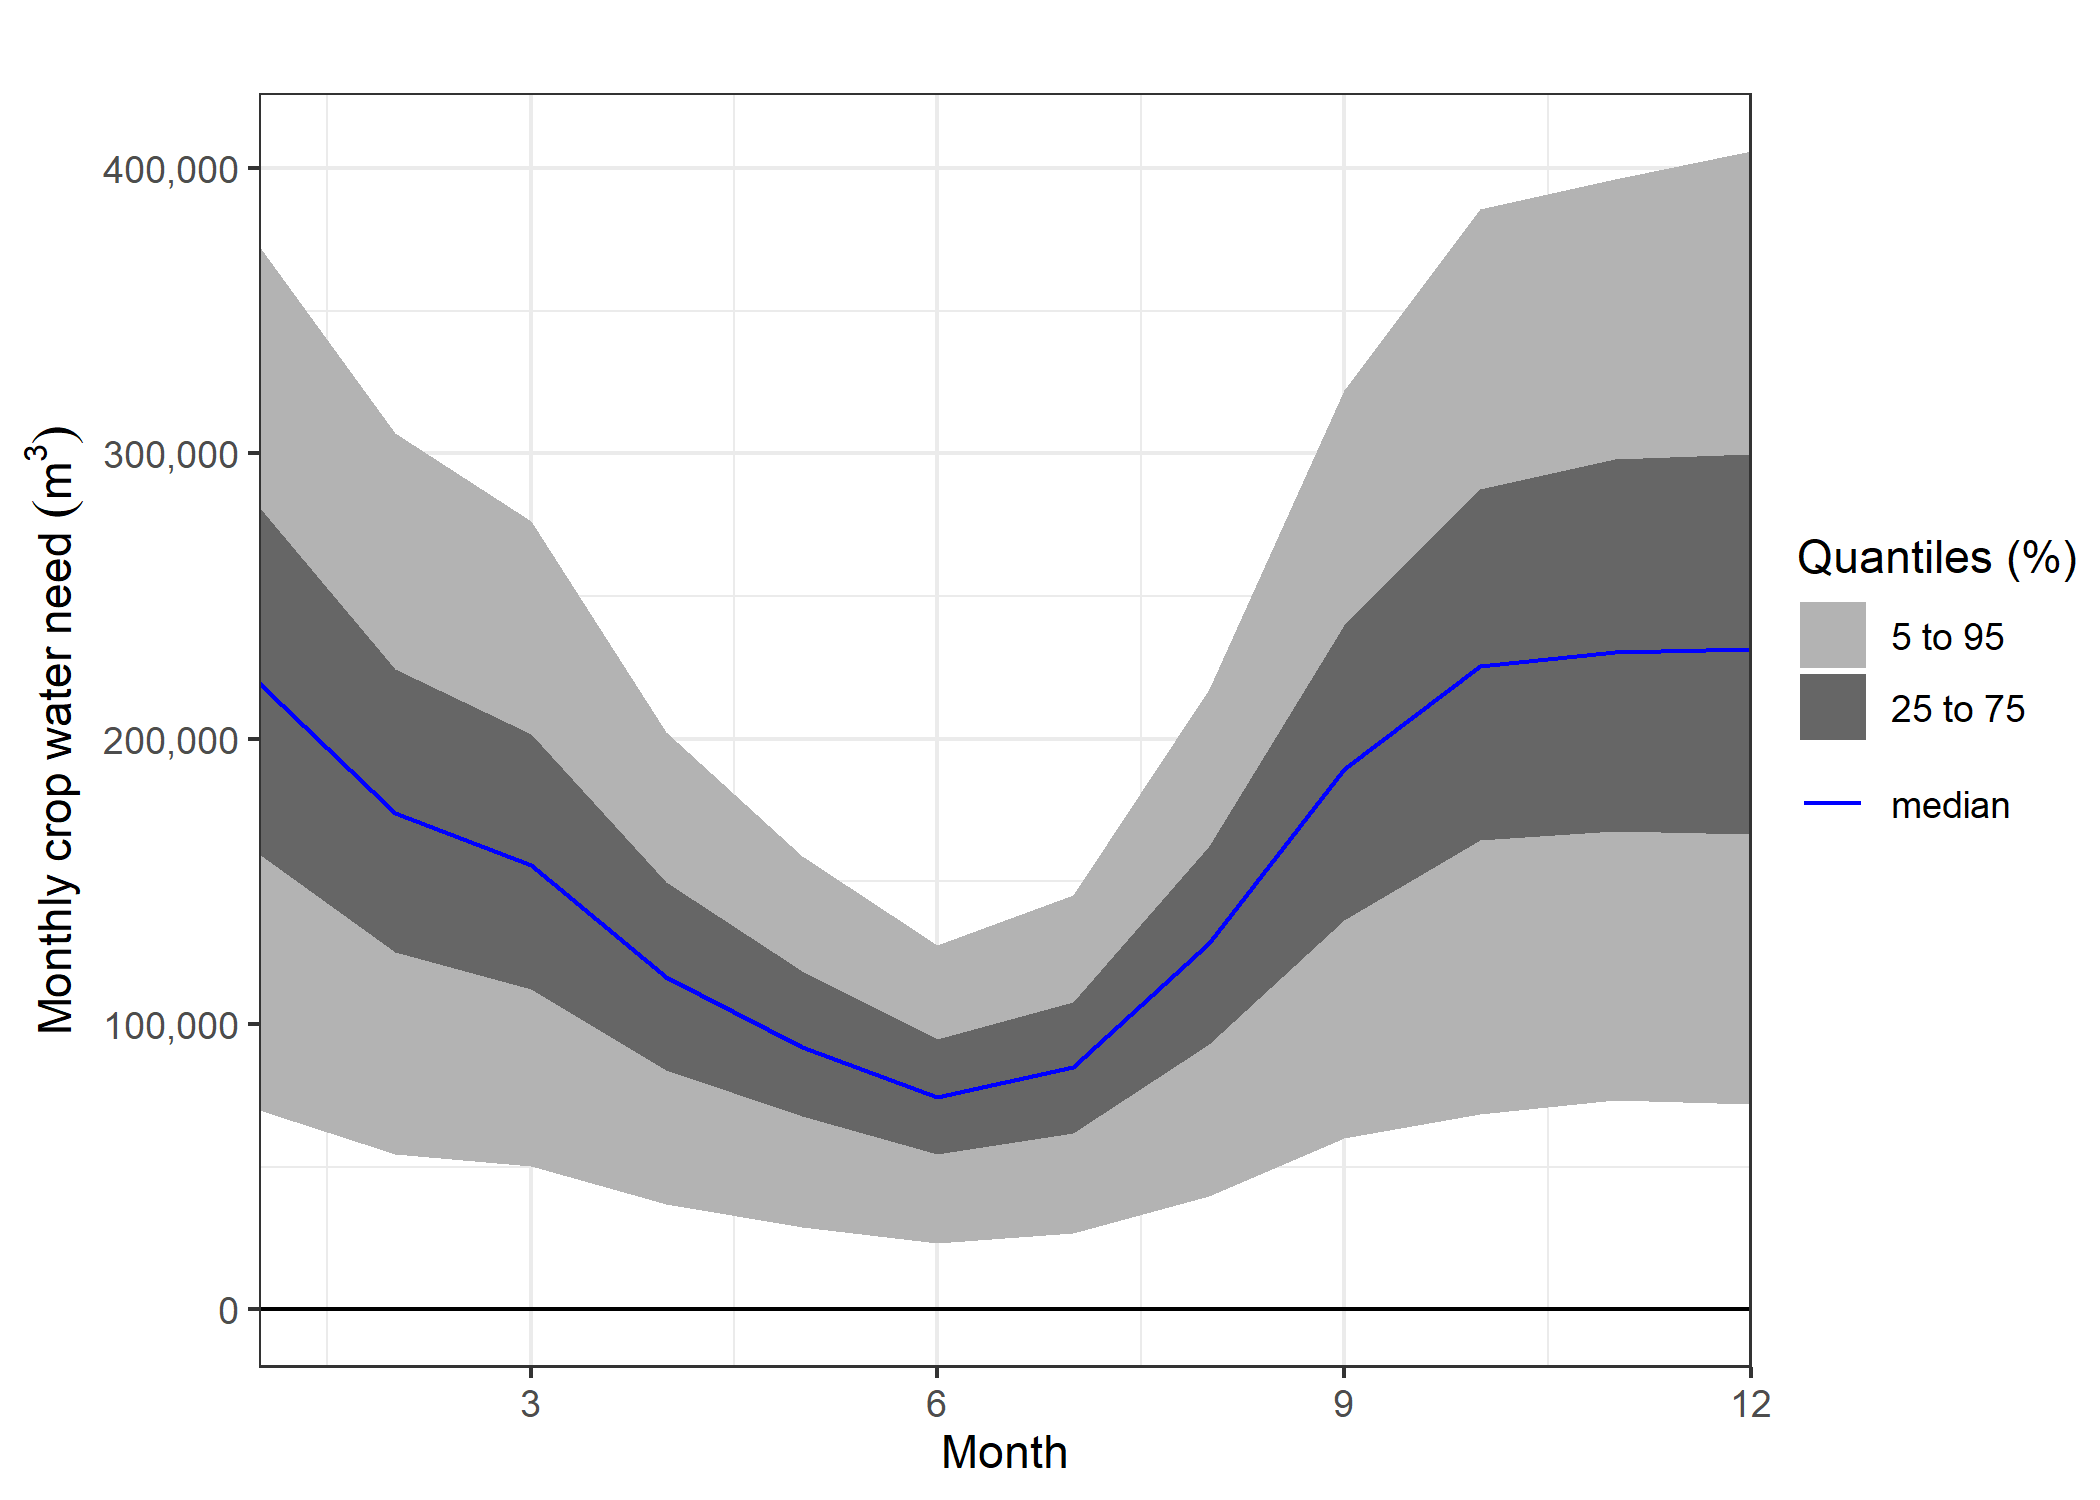 400,000
300,000
200,000
100,000
0
Monthly crop water need (m³)
3
6
9
12
Month
Quantiles (%)
5 to 95
25 to 75
median